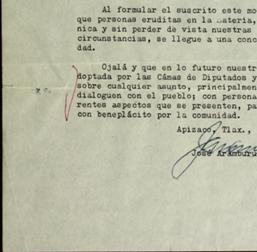 Al formular el suscrito este mo
que personas eruditas en la materia,
nica y sin perder de vista nuestras
circunstancias, se llegue a una conc
dad.
Ojalá y que en lo futuro nuestr
doptada por las Cámas de Diputados y
sobre cualquier asunto, principalmen
dialoguen con el pueblo; con persona
rentes aspectos que se presenten, pa
con beneplácito por la comunidad.
Apizaco, Tlax.,
José Aramburu